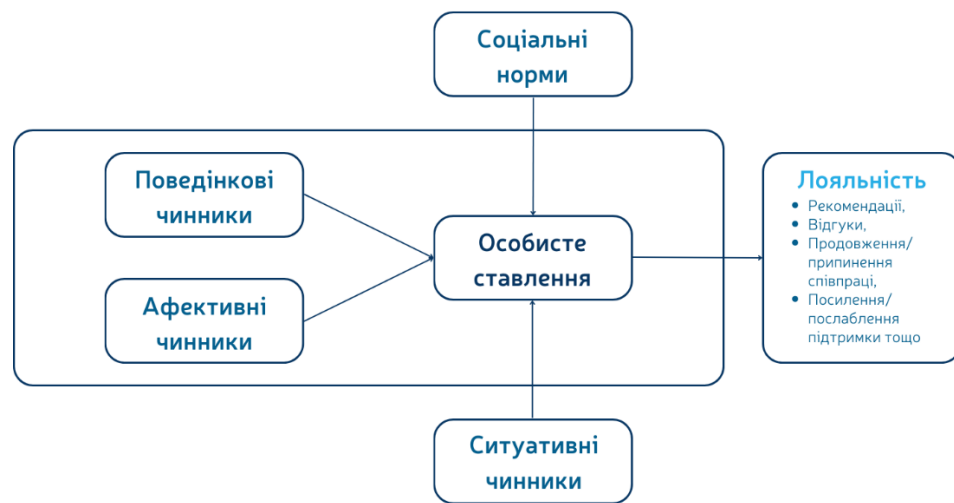 Соціальні
норми
Поведінкові
чинники
Афективні
чинники
Особисте
ставлення
Ситуативні
чинники
Лояльність
Рекомендації,
Відгуки,
Продовження/
припинення
співпраці,
Посилення/
послаблення
підтримки тощо